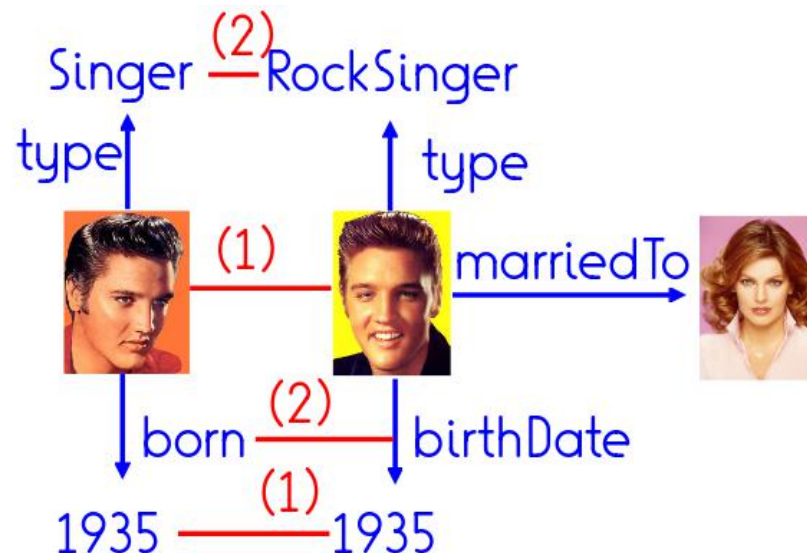 (2)
Singer RockSinger
type type
(1) marriedTo
(2)
born birthDate
(1)
1935 1935